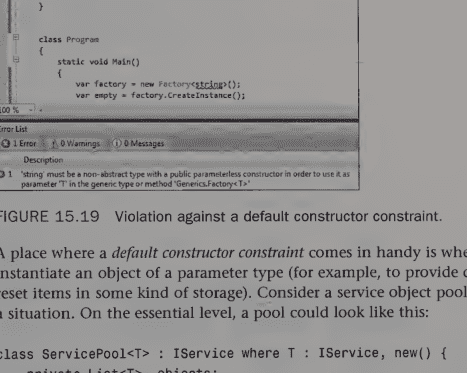 }
class Program
{
static void Main()
{
var factory = new Factory<string>();
var empty = factory.CreateInstance();
100 %
Error List
1 Error 0 Warnings 0 Messages
Description
1 'string' must be a non-abstract type with a public parameterless constructor in order to use it as
parameter 'T' in the generic type or method 'Generics.Factory<T>'
FIGURE 15.19 Violation against a default constructor constraint.
A place where a default constructor constraint comes in handy is
instantiate an object of a parameter type (for example, to provide
reset items in some kind of storage). Consider a service object pool
a situation. On the essential level, a pool could look like this:
class ServicePool<T> : IService where T : IService, new() {
private List<T> objects;